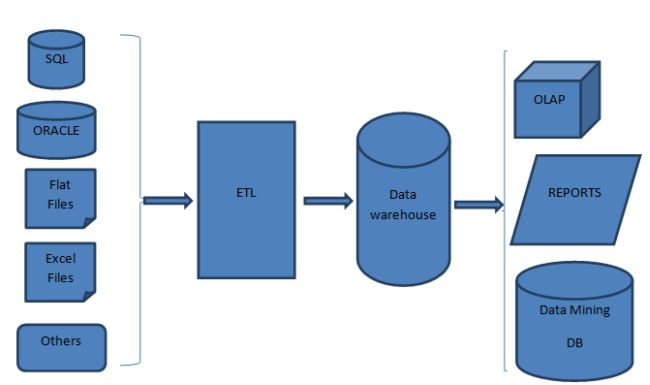 SQL
ORACLE
Flat
Files
Excel
Files
Others
ETL
Data
warehouse
OLAP
REPORTS
Data Mining
DB